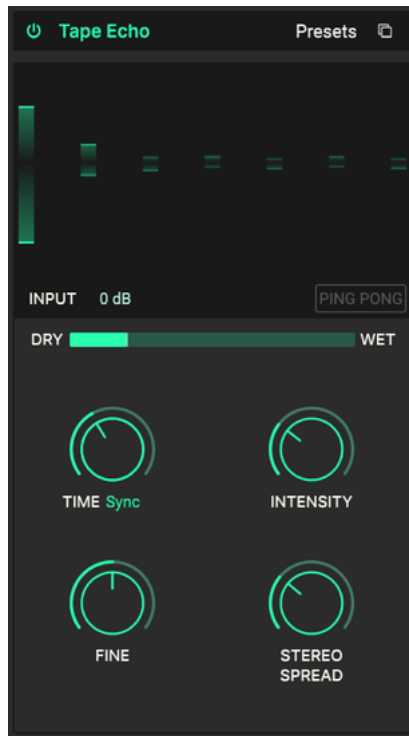 Tape Echo Presets
INPUT 0 dB PING PONG
DRY WET
TIME Sync INTENSITY
FINE STEREO
SPREAD